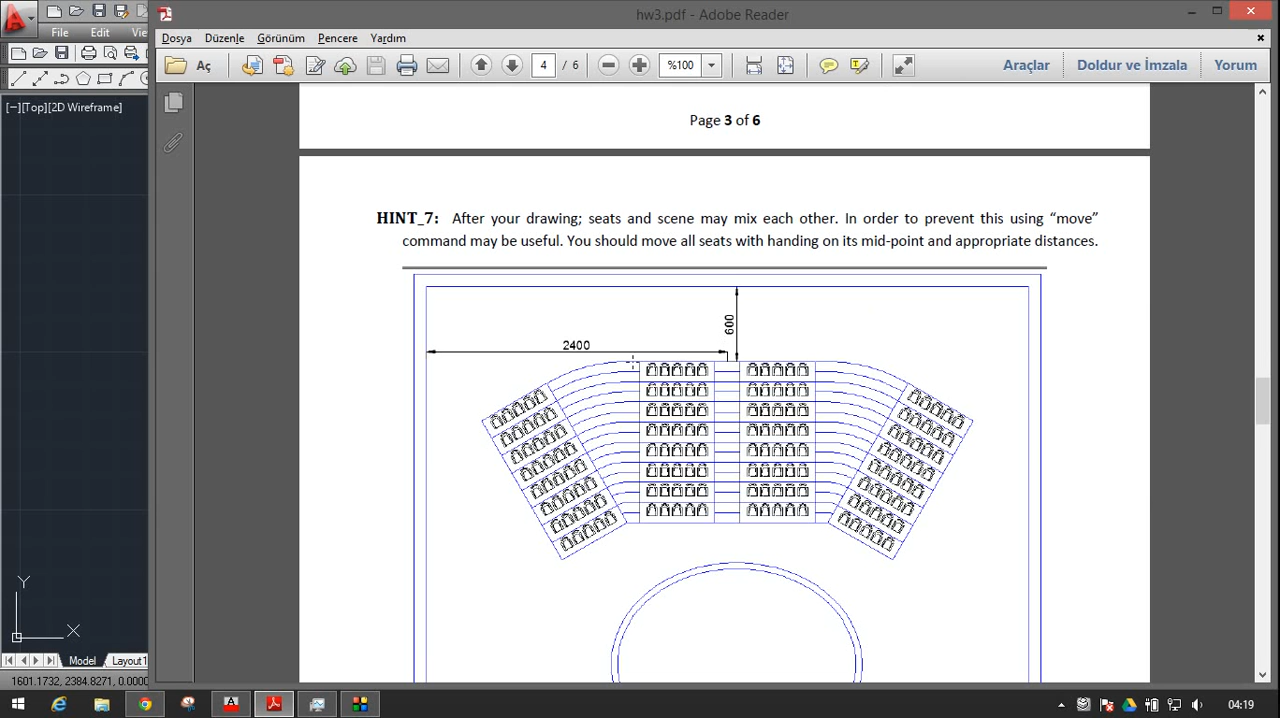 hw3.pdf - Adobe Reader
File Edit
Dosya Düzenle Görünüm Pencere Yardım
Aç 4 / 6 %100 Araçlar Doldur ve İmzala Yorum
[−][Top][2D Wireframe]
Page 3 of 6
HINT_7: After your drawing; seats and scene may mix each other. In order to prevent this using “move”
command may be useful. You should move all seats with handing on its mid-point and appropriate distances.
600
2400
Y
X
Model Layout1
1601.1732, 2384.8271, 0.0000
04:19